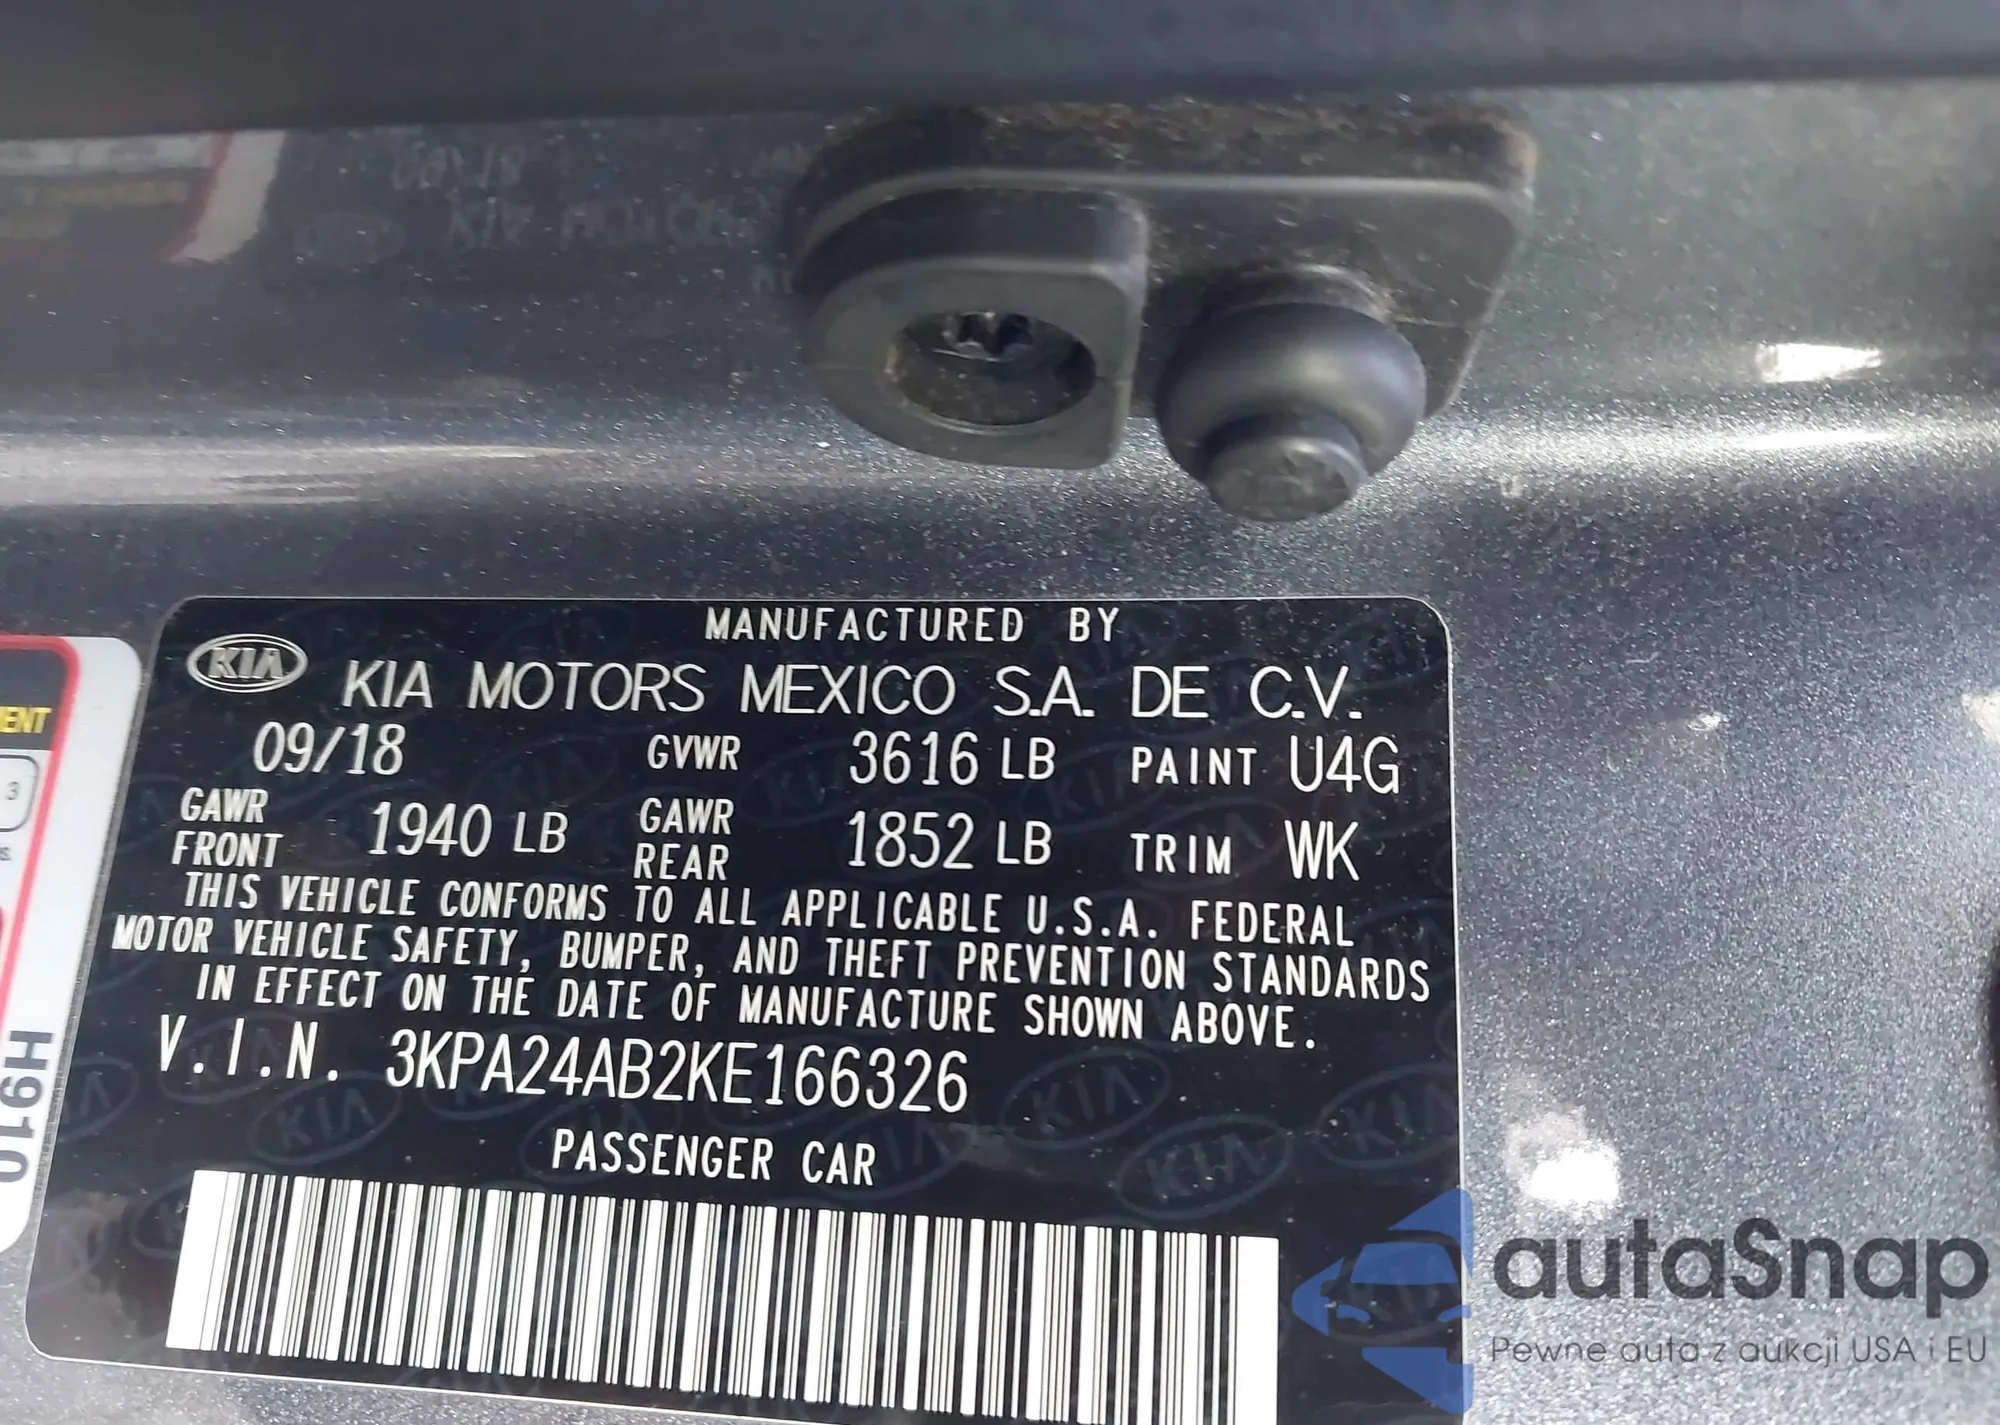 MANUFACTURED BY
KIA KIA MOTORS MEXICO S.A. DE C.V.
09/18 GVWR 3616 LB PAINT U4G
GAWR FRONT 1940 LB GAWR REAR 1852 LB TRIM WK
THIS VEHICLE CONFORMS TO ALL APPLICABLE U.S.A. FEDERAL
MOTOR VEHICLE SAFETY, BUMPER, AND THEFT PREVENTION STANDARDS
IN EFFECT ON THE DATE OF MANUFACTURE SHOWN ABOVE.
V.I.N. 3KPA24AB2KE166326
PASSENGER CAR
3
H910
autaSnap
Pewne auta z aukcji USA i EU